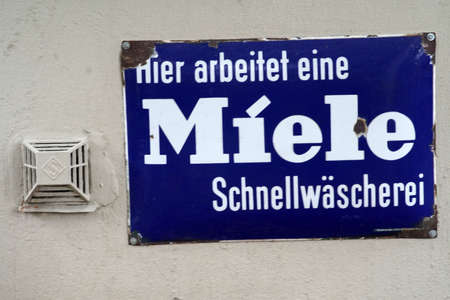 Hier arbeitet eine
Miele
Schnellwäscherei